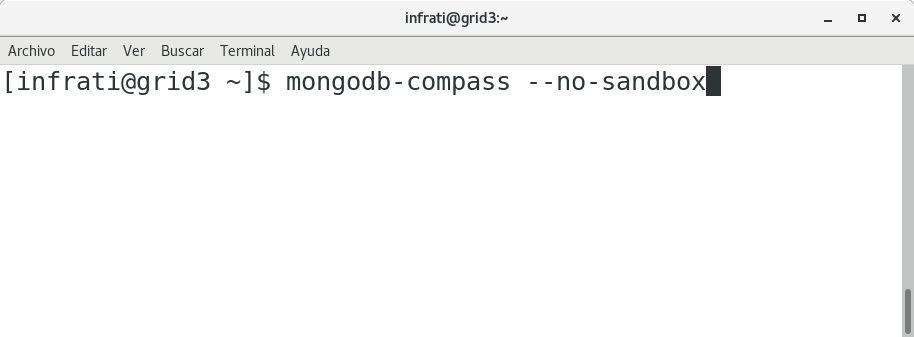 infrati@grid3:~
Archivo Editar Ver Buscar Terminal Ayuda
[infrati@grid3 ~]$ mongodb-compass --no-sandbox